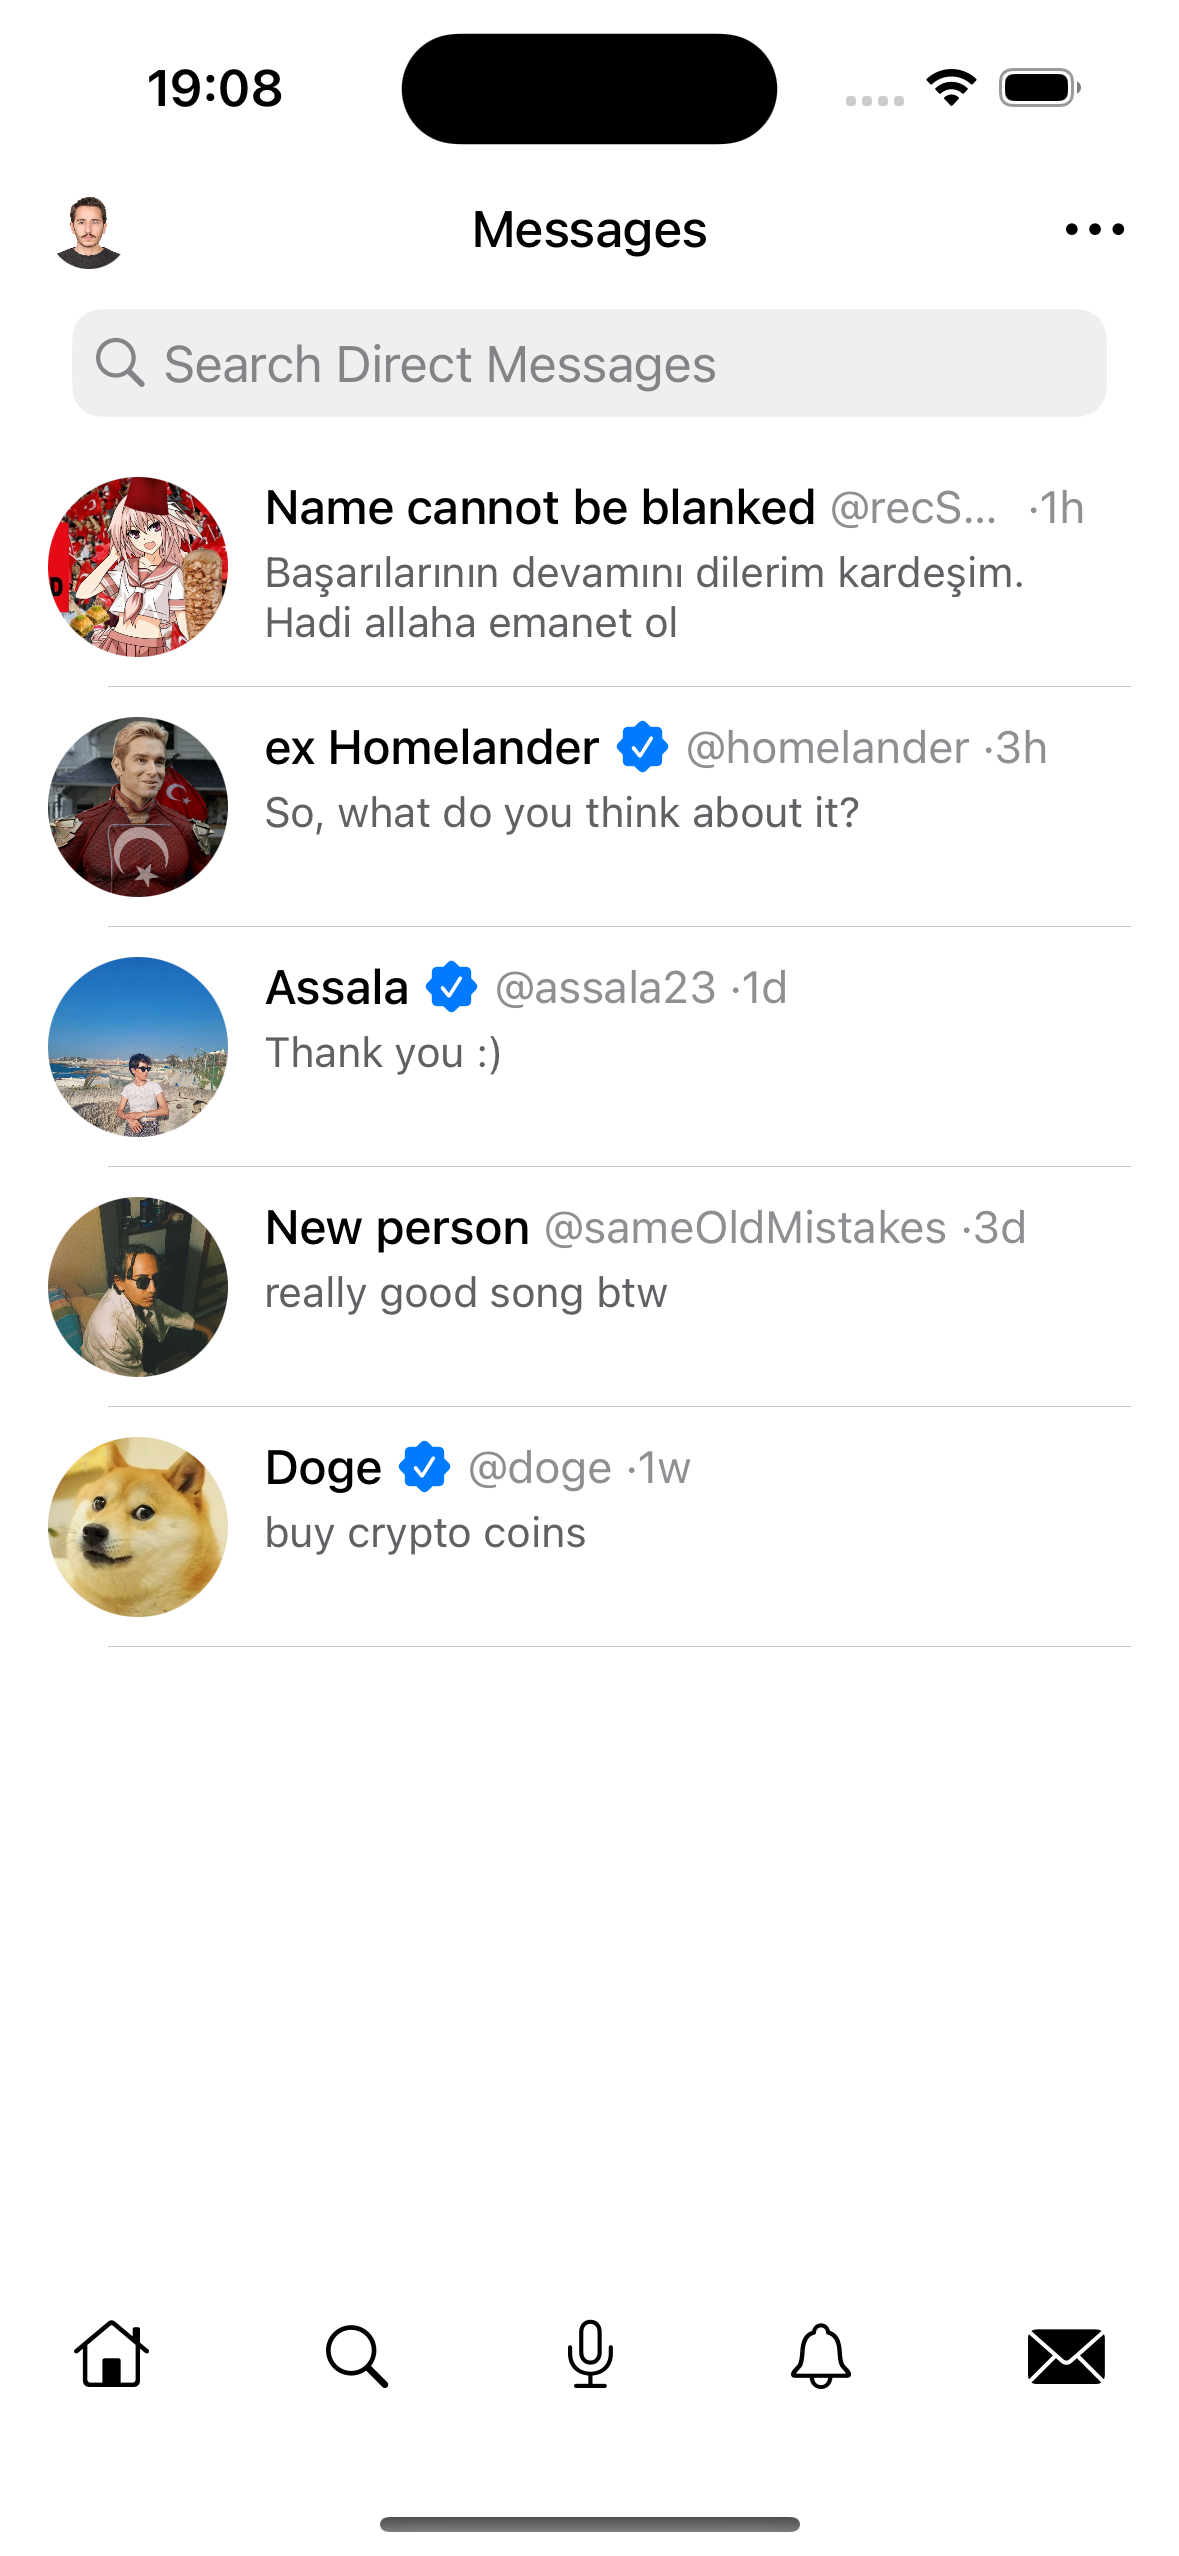 19:08
Messages
Search Direct Messages
Name cannot be blanked @recS... ·1h
Başarılarının devamını dilerim kardeşim.
Hadi allaha emanet ol
ex Homelander @homelander ·3h
So, what do you think about it?
Assala @assala23 ·1d
Thank you :)
New person @sameOldMistakes ·3d
really good song btw
Doge @doge ·1w
buy crypto coins